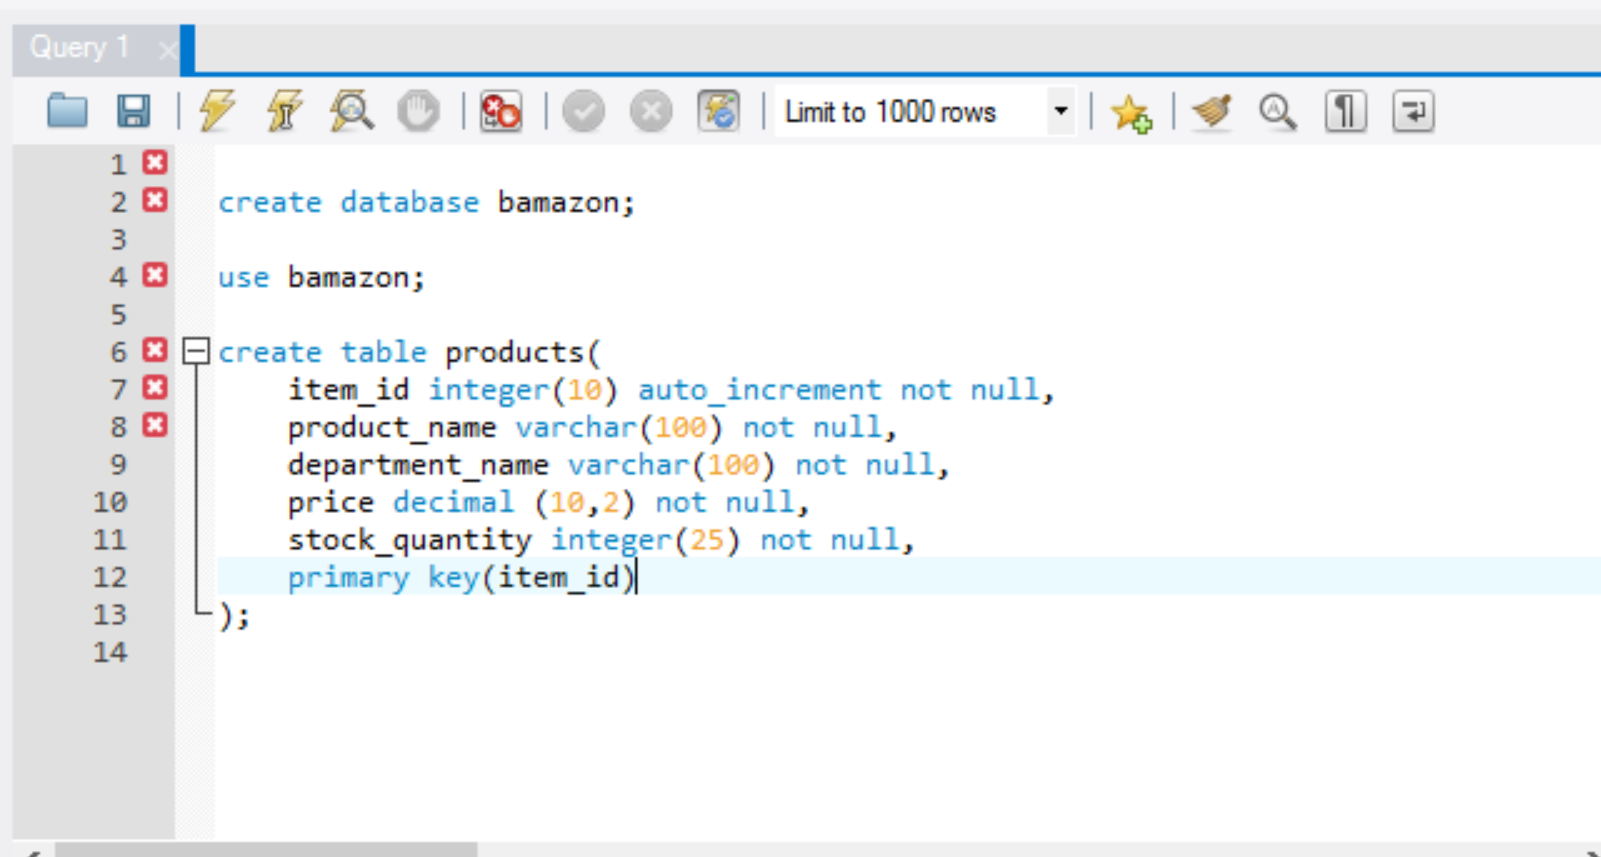 Query 1
Limit to 1000 rows
1
2 create database bamazon;
3
4 use bamazon;
5
6 create table products(
7 item_id integer(10) auto_increment not null,
8 product_name varchar(100) not null,
9 department_name varchar(100) not null,
10 price decimal (10,2) not null,
11 stock_quantity integer(25) not null,
12 primary key(item_id)
13 );
14